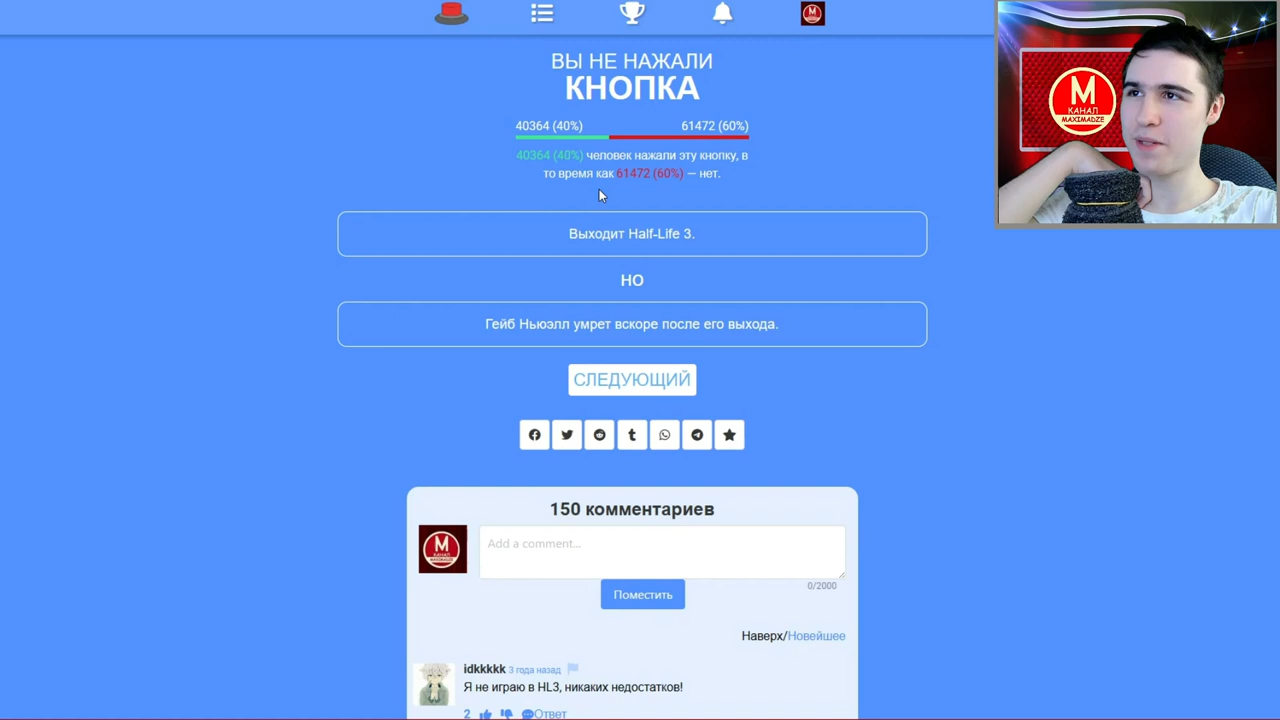 ВЫ НЕ НАЖАЛИ
КНОПКА
40364 (40%) 61472 (60%)
40364 (40%) человек нажали эту кнопку, в
то время как 61472 (60%) — нет.
Выходит Half-Life 3.
НО
Гейб Ньюэлл умрет вскоре после его выхода.
СЛЕДУЮЩИЙ
150 комментариев
Add a comment...
0/2000
Поместить
Наверх/Новейшее
idkkkkk 3 года назад
Я не играю в HL3, никаких недостатков!
2 Ответ
М
КАНАЛ
MAXIMADZE
М
КАНАЛ
MAXIMADZE